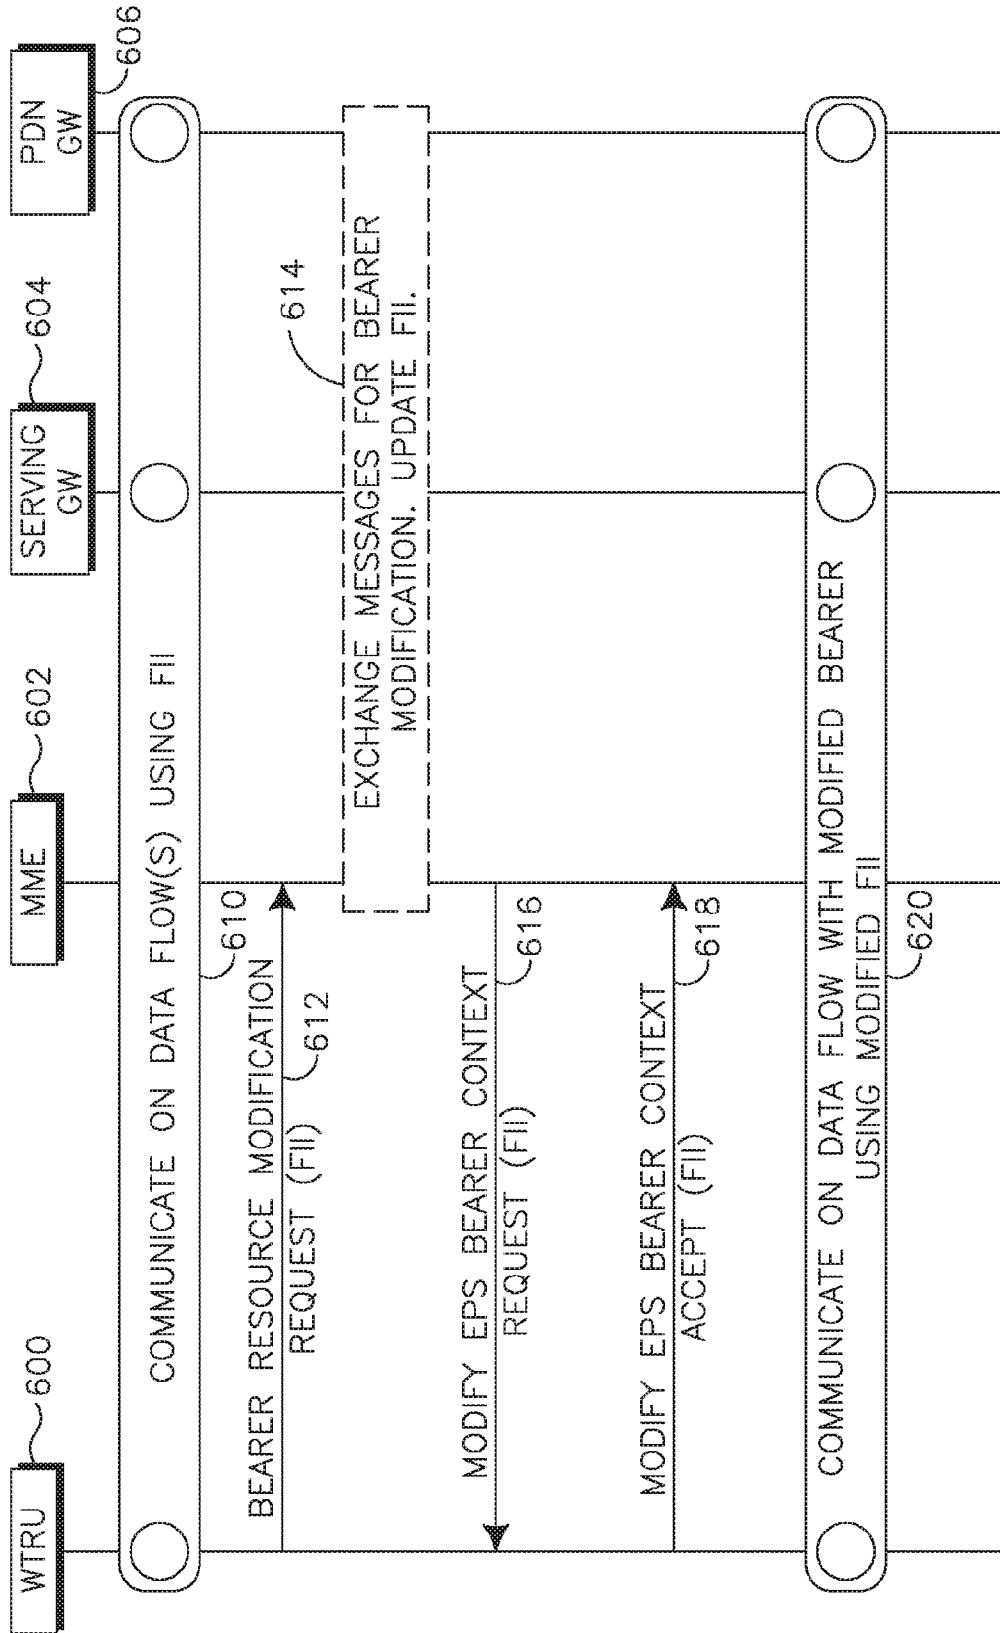 WTRU
600
MME
602
SERVING
GW
604
PDN
GW
606
COMMUNICATE ON DATA FLOW(S) USING FII
610
BEARER RESOURCE MODIFICATION
REQUEST (FII)
612
EXCHANGE MESSAGES FOR BEARER
MODIFICATION. UPDATE FII.
614
MODIFY EPS BEARER CONTEXT
REQUEST (FII)
616
MODIFY EPS BEARER CONTEXT
ACCEPT (FII)
618
COMMUNICATE ON DATA FLOW WITH MODIFIED BEARER
USING MODIFIED FII
620